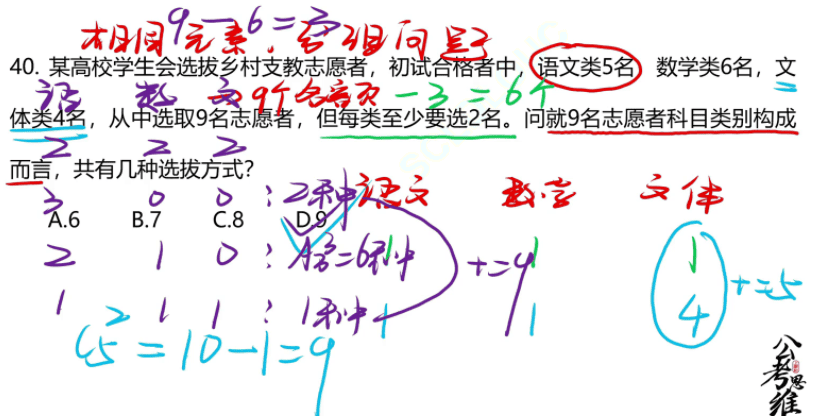 相同元素,分组问题
9-6=3
40. 某高校学生会选拔乡村支教志愿者，初试合格者中，语文类5名 数学类6名，文
语 数 文 9个名 -3=6个
体类4名，从中选取9名志愿者，但每类至少要选2名。问就9名志愿者科目类别构成
2 2 2
而言，共有几种选拔方式？
3 0 0 : 2种 语文 数学 文体
A.6 B.7 C.8 D.9
2 1 0 : =6种 +=9 1 1 1
1 1 1 : 1种 1 1 4 +=5
C₅²=10-1=9
公考思维